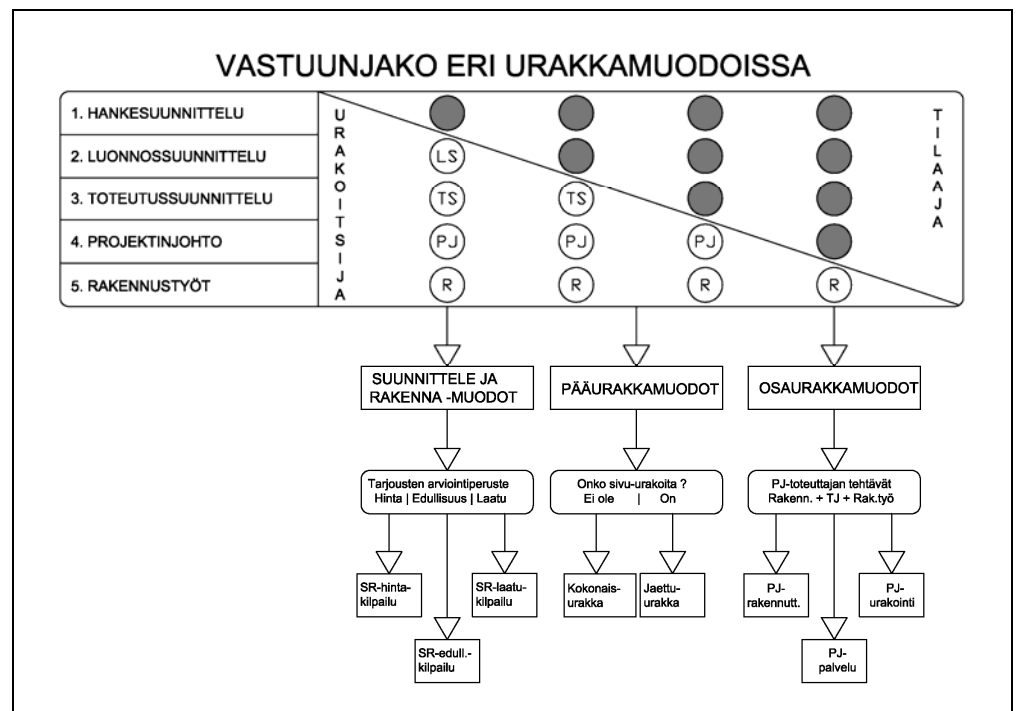 VASTUUNJAKO ERI URAKKAMUODOISSA
1. HANKESUUNNITTELU
2. LUONNOSSUUNNITTELU
3. TOTEUTUSSUUNNITTELU
4. PROJEKTINJOHTO
5. RAKENNUSTYÖT
URAKOITSIJA
LS
TS
TS
PJ
PJ
PJ
R
R
R
R
TILAAJA
SUUNNITTELE JA
RAKENNA -MUODOT
PÄÄURAKKAMUODOT
OSAURAKKAMUODOT
Tarjousten arviointiperuste
Hinta | Edullisuus | Laatu
Onko sivu-urakoita ?
Ei ole | On
PJ-toteuttajan tehtävät
Rakenn. + TJ + Rak.työ
SR-hinta-
kilpailu
SR-laatu-
kilpailu
Kokonais-
urakka
Jaettu-
urakka
PJ-
rakennutt.
PJ-
urakointi
SR-edull.-
kilpailu
PJ-
palvelu